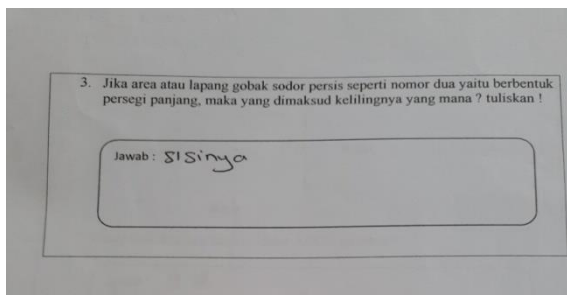 3. Jika area atau lapang gobak sodor persis seperti nomor dua yaitu berbentuk
persegi panjang, maka yang dimaksud kelilingnya yang mana ? tuliskan !
Jawab : SISinya